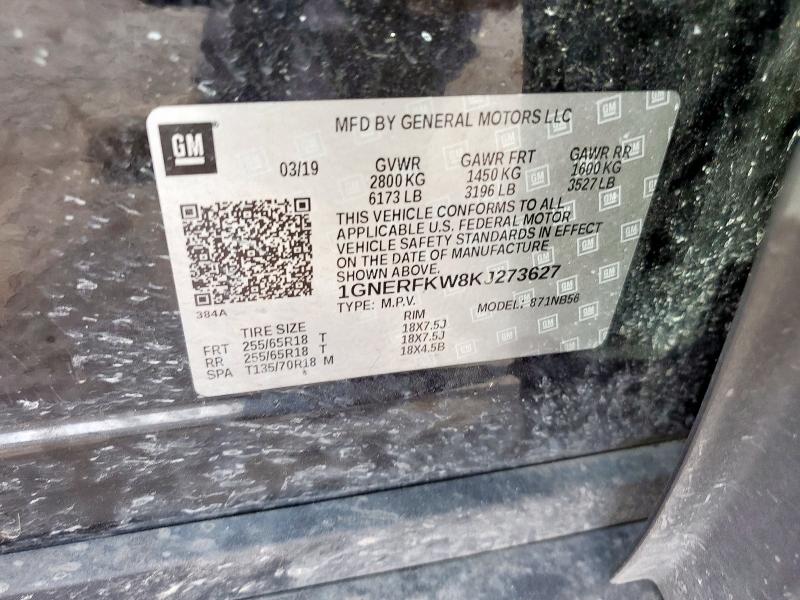 GM
MFD BY GENERAL MOTORS LLC
03/19 GVWR GAWR FRT GAWR RR
2800 KG 1450 KG 1600 KG
6173 LB 3196 LB 3527 LB
THIS VEHICLE CONFORMS TO ALL
APPLICABLE U.S. FEDERAL MOTOR
VEHICLE SAFETY STANDARDS IN EFFECT
ON THE DATE OF MANUFACTURE
SHOWN ABOVE.
1GNERFKW8KJ273627
384A TYPE: M.P.V. MODEL: 871NB56
TIRE SIZE RIM
FRT 255/65R18 T 18X7.5J
RR 255/65R18 T 18X7.5J
SPA T135/70R18 M 18X4.5B